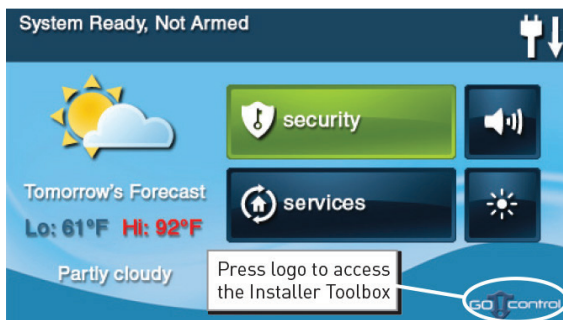 System Ready, Not Armed
security
services
Tomorrow's Forecast
Lo: 61°F Hi: 92°F
Partly cloudy
Press logo to access
the Installer Toolbox
GO!control